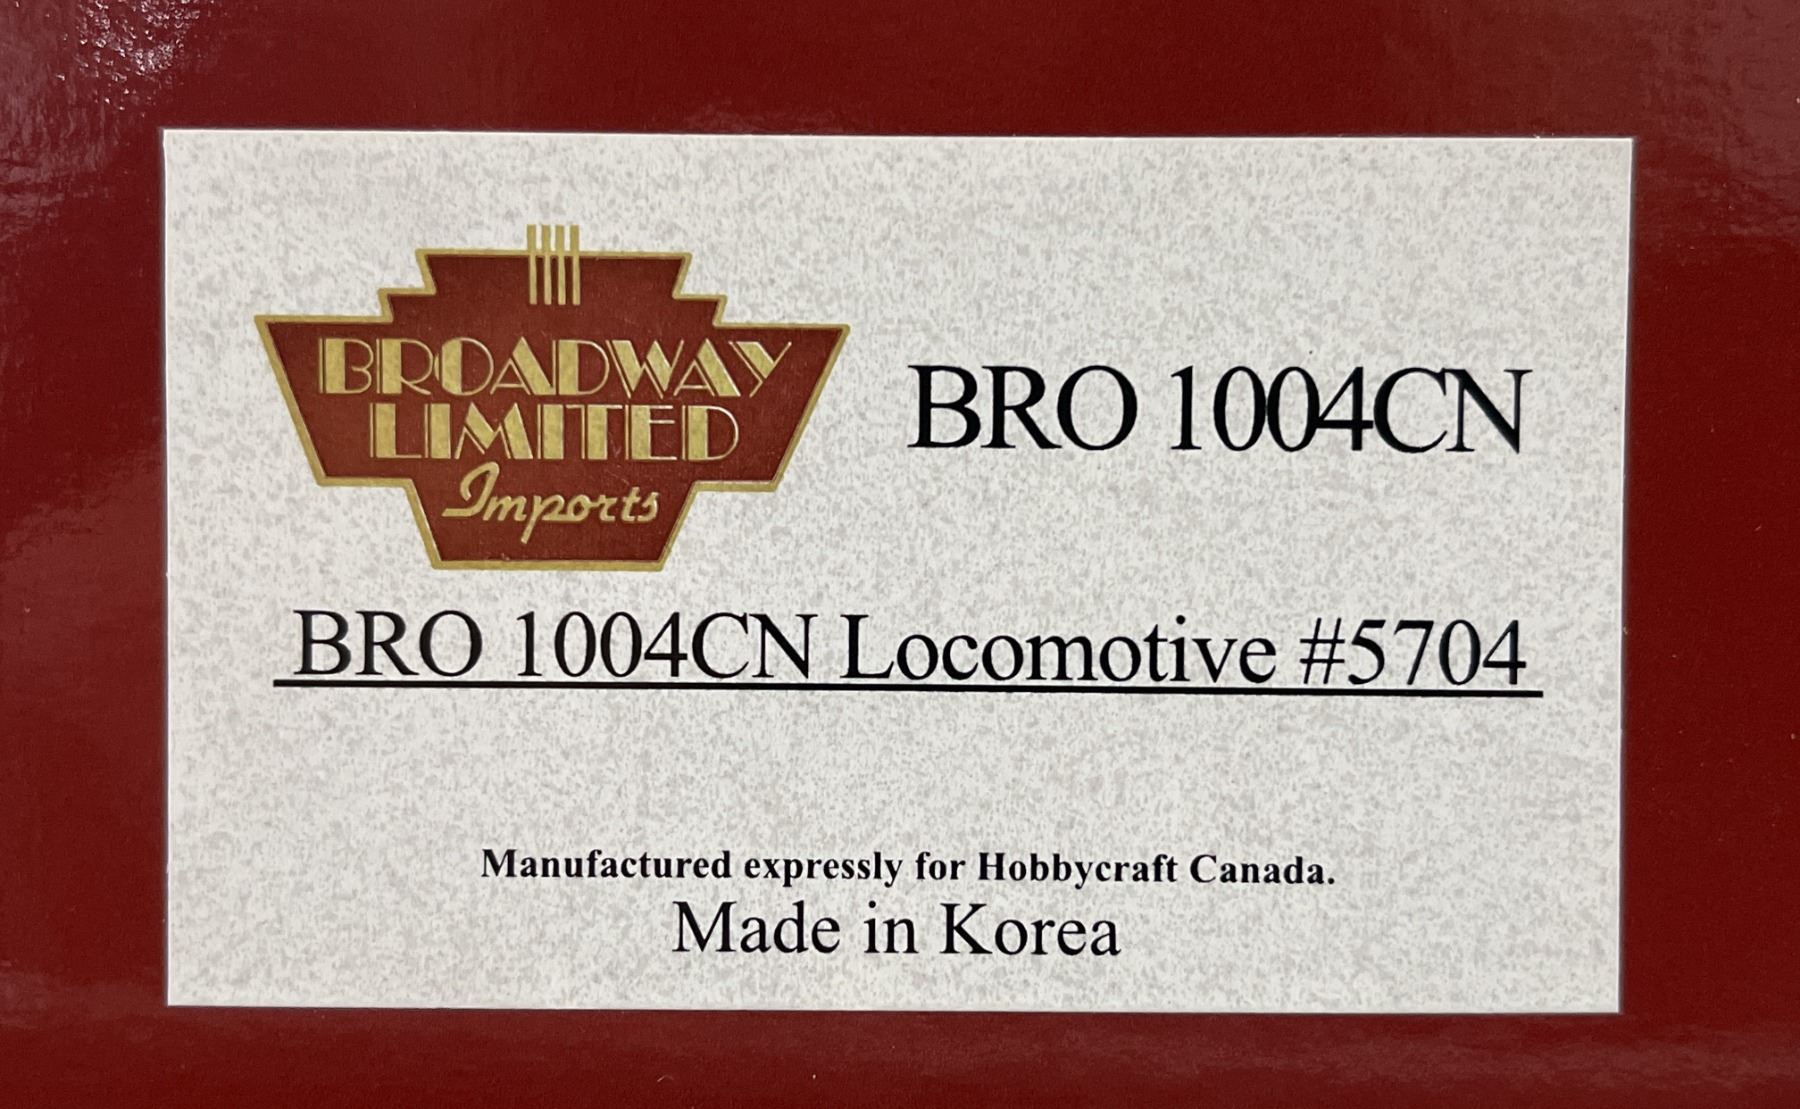 BROADWAY
LIMITED
Imports
BRO 1004CN
BRO 1004CN Locomotive #5704
Manufactured expressly for Hobbycraft Canada.
Made in Korea